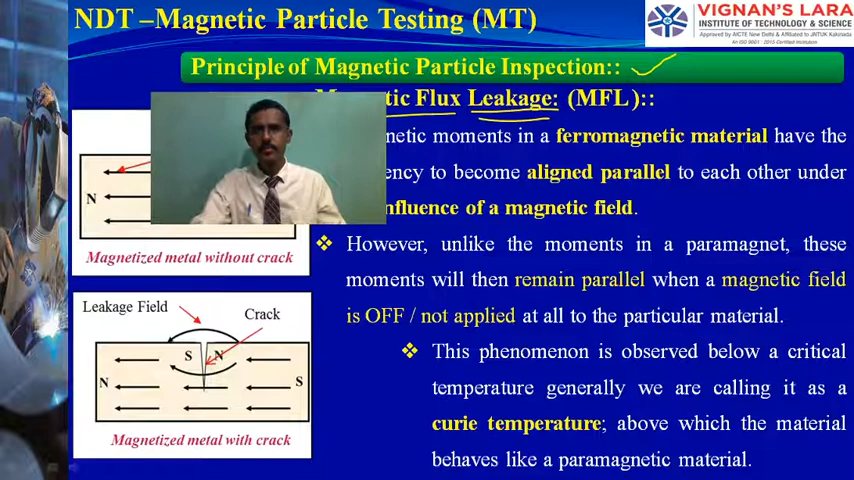 NDT –Magnetic Particle Testing (MT)
VIGNAN'S LARA
INSTITUTE OF TECHNOLOGY & SCIENCE
Approved by AICTE New Delhi & Affiliated to JNTUK Kakinada
An ISO 9001 : 2015 Certified Institution
Principle of Magnetic Particle Inspection::
Flux Leakage: (MFL)::
moments in a ferromagnetic material have the
to become aligned parallel to each other under
influence of a magnetic field.
N
Magnetized metal without crack
❖ However, unlike the moments in a paramagnet, these
moments will then remain parallel when a magnetic field
is OFF / not applied at all to the particular material.
Leakage Field
Crack
S N
N S
Magnetized metal with crack
❖ This phenomenon is observed below a critical
temperature generally we are calling it as a
curie temperature; above which the material
behaves like a paramagnetic material.